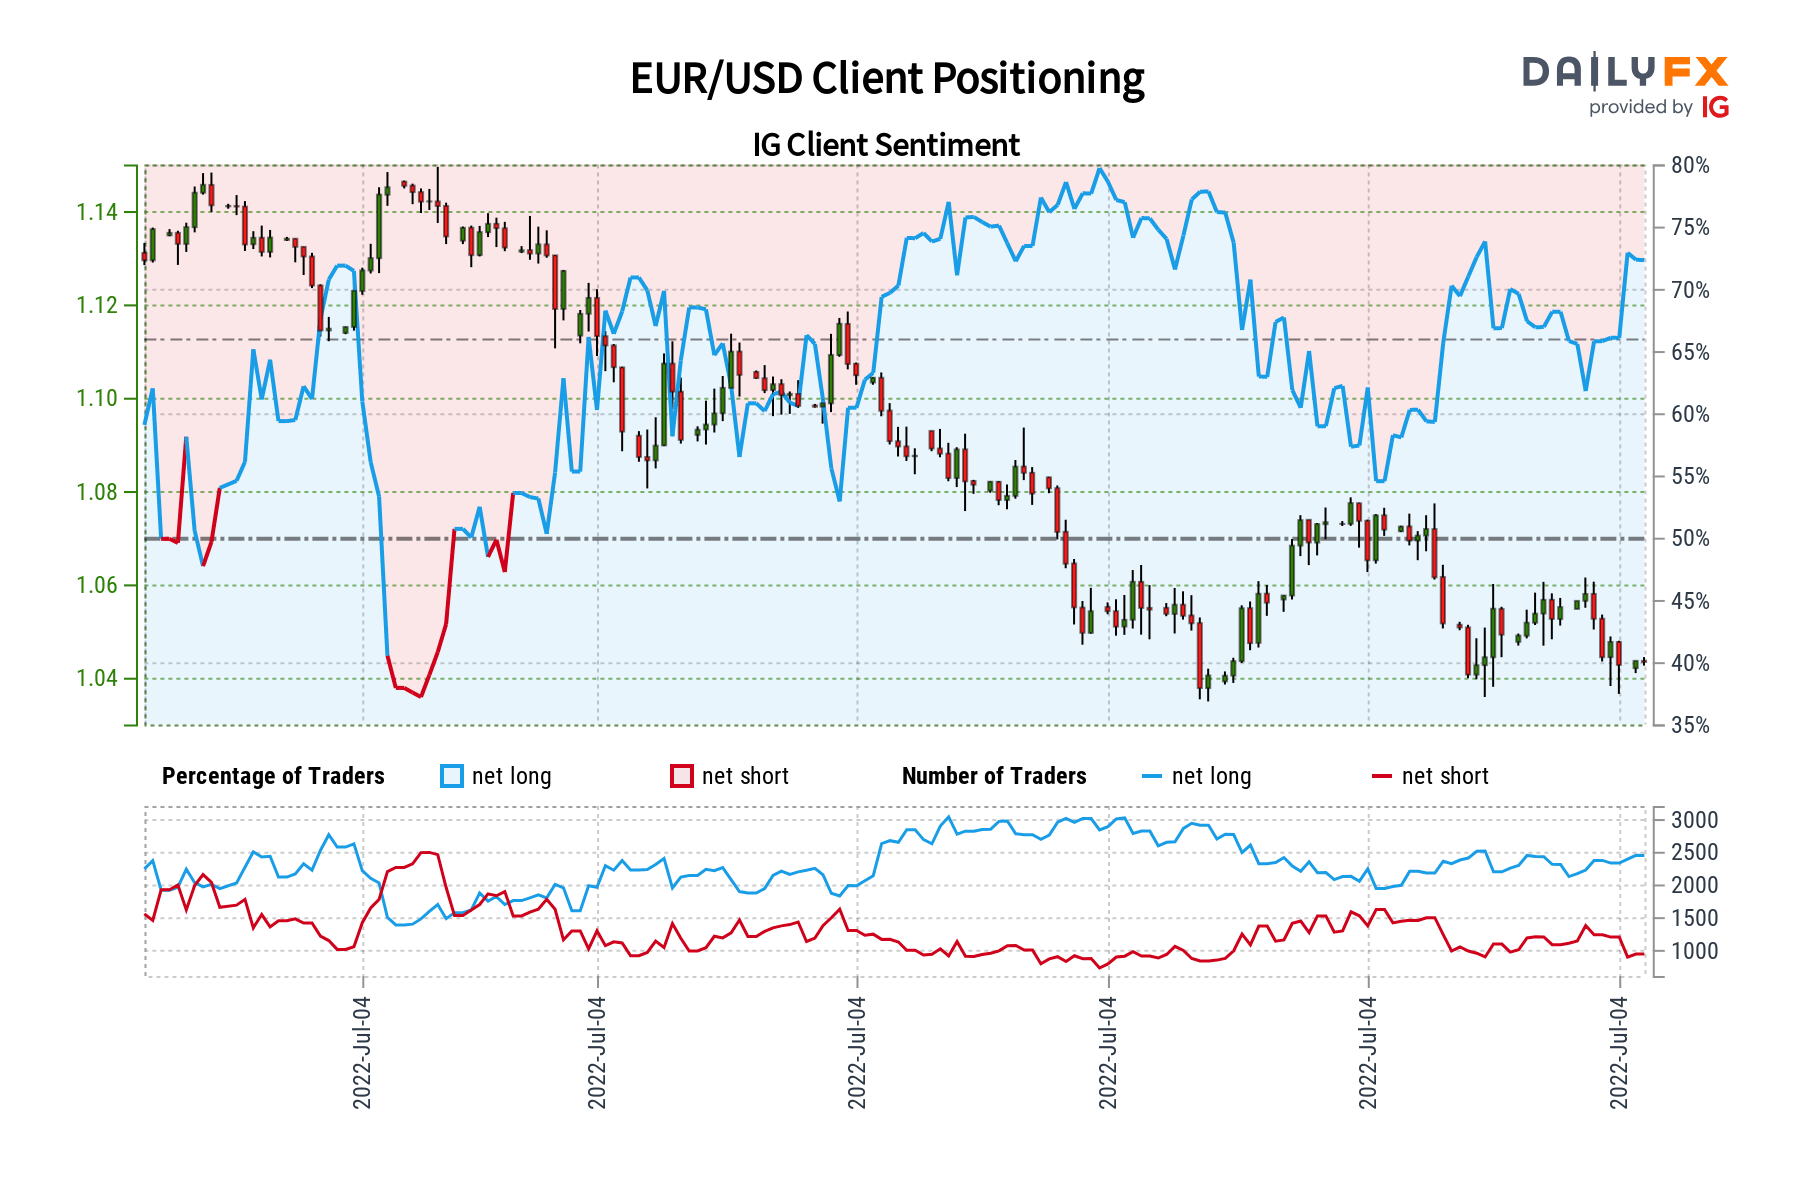 EUR/USD Client Positioning
DAILYFX
provided by IG
IG Client Sentiment
1.14
1.12
1.10
1.08
1.06
1.04
80%
75%
70%
65%
60%
55%
50%
45%
40%
35%
Percentage of Traders net long net short Number of Traders net long net short
3000
2500
2000
1500
1000
2022-Jul-04
2022-Jul-04
2022-Jul-04
2022-Jul-04
2022-Jul-04
2022-Jul-04